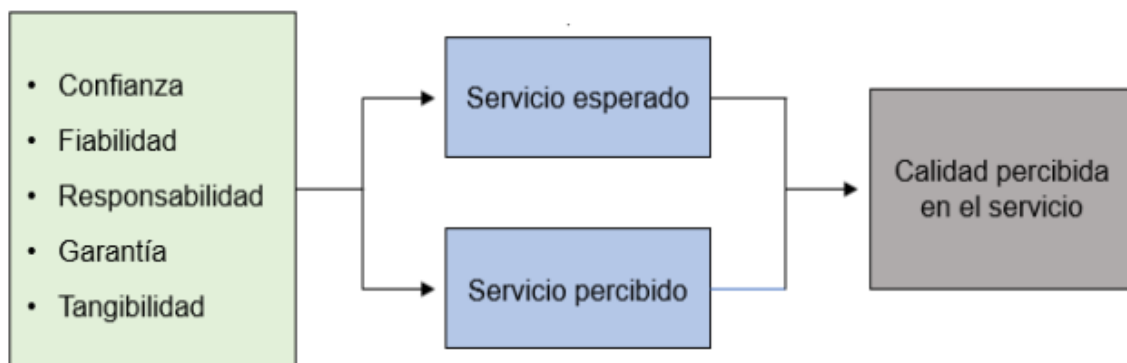 • Confianza
• Fiabilidad
• Responsabilidad
• Garantía
• Tangibilidad
Servicio esperado
Servicio percibido
Calidad percibida
en el servicio